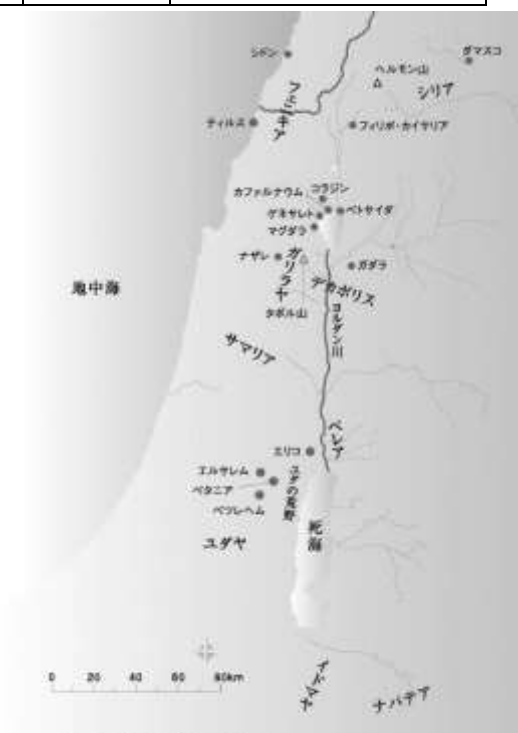 シドン
ダマスコ
ヘルモン山
シリア
フェニキア
ティルス
フィリポ・カイサリア
カファルナウム
コラジン
ゲネサレト
ベトサイダ
マグダラ
ナザレ
ガリラヤ
ガダラ
デカポリス
地中海
タボル山
ヨルダン川
サマリア
ペレア
エリコ
エルサレム
ベタニア
ユダの荒野
ベツレヘム
死海
ユダヤ
0 20 40 60 80km
イドマヤ
ナバテア